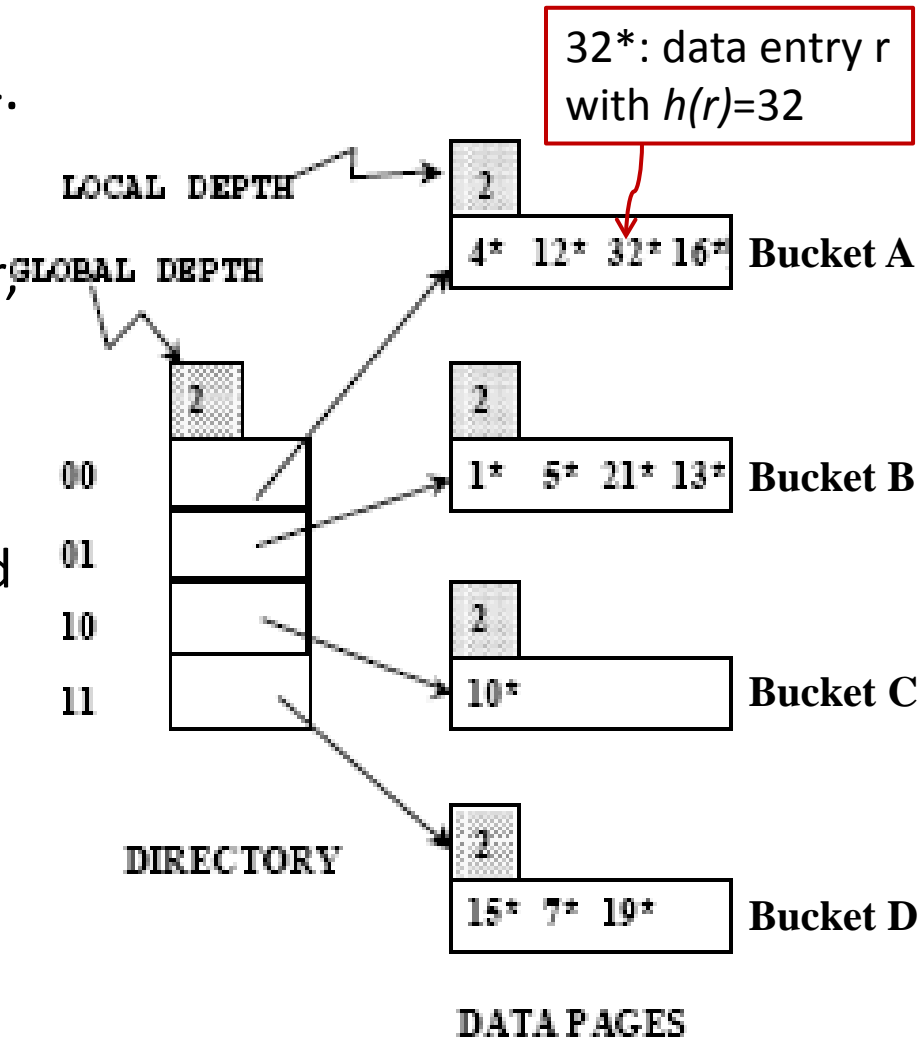 32*: data entry r
with h(r)=32
.
LOCAL DEPTH
2
4* 12* 32* 16* Bucket A
r,
GLOBAL DEPTH
2
2
00
1* 5* 21* 13* Bucket B
01
d
10
2
11
10* Bucket C
2
DIRECTORY
15* 7* 19* Bucket D
DATA PAGES